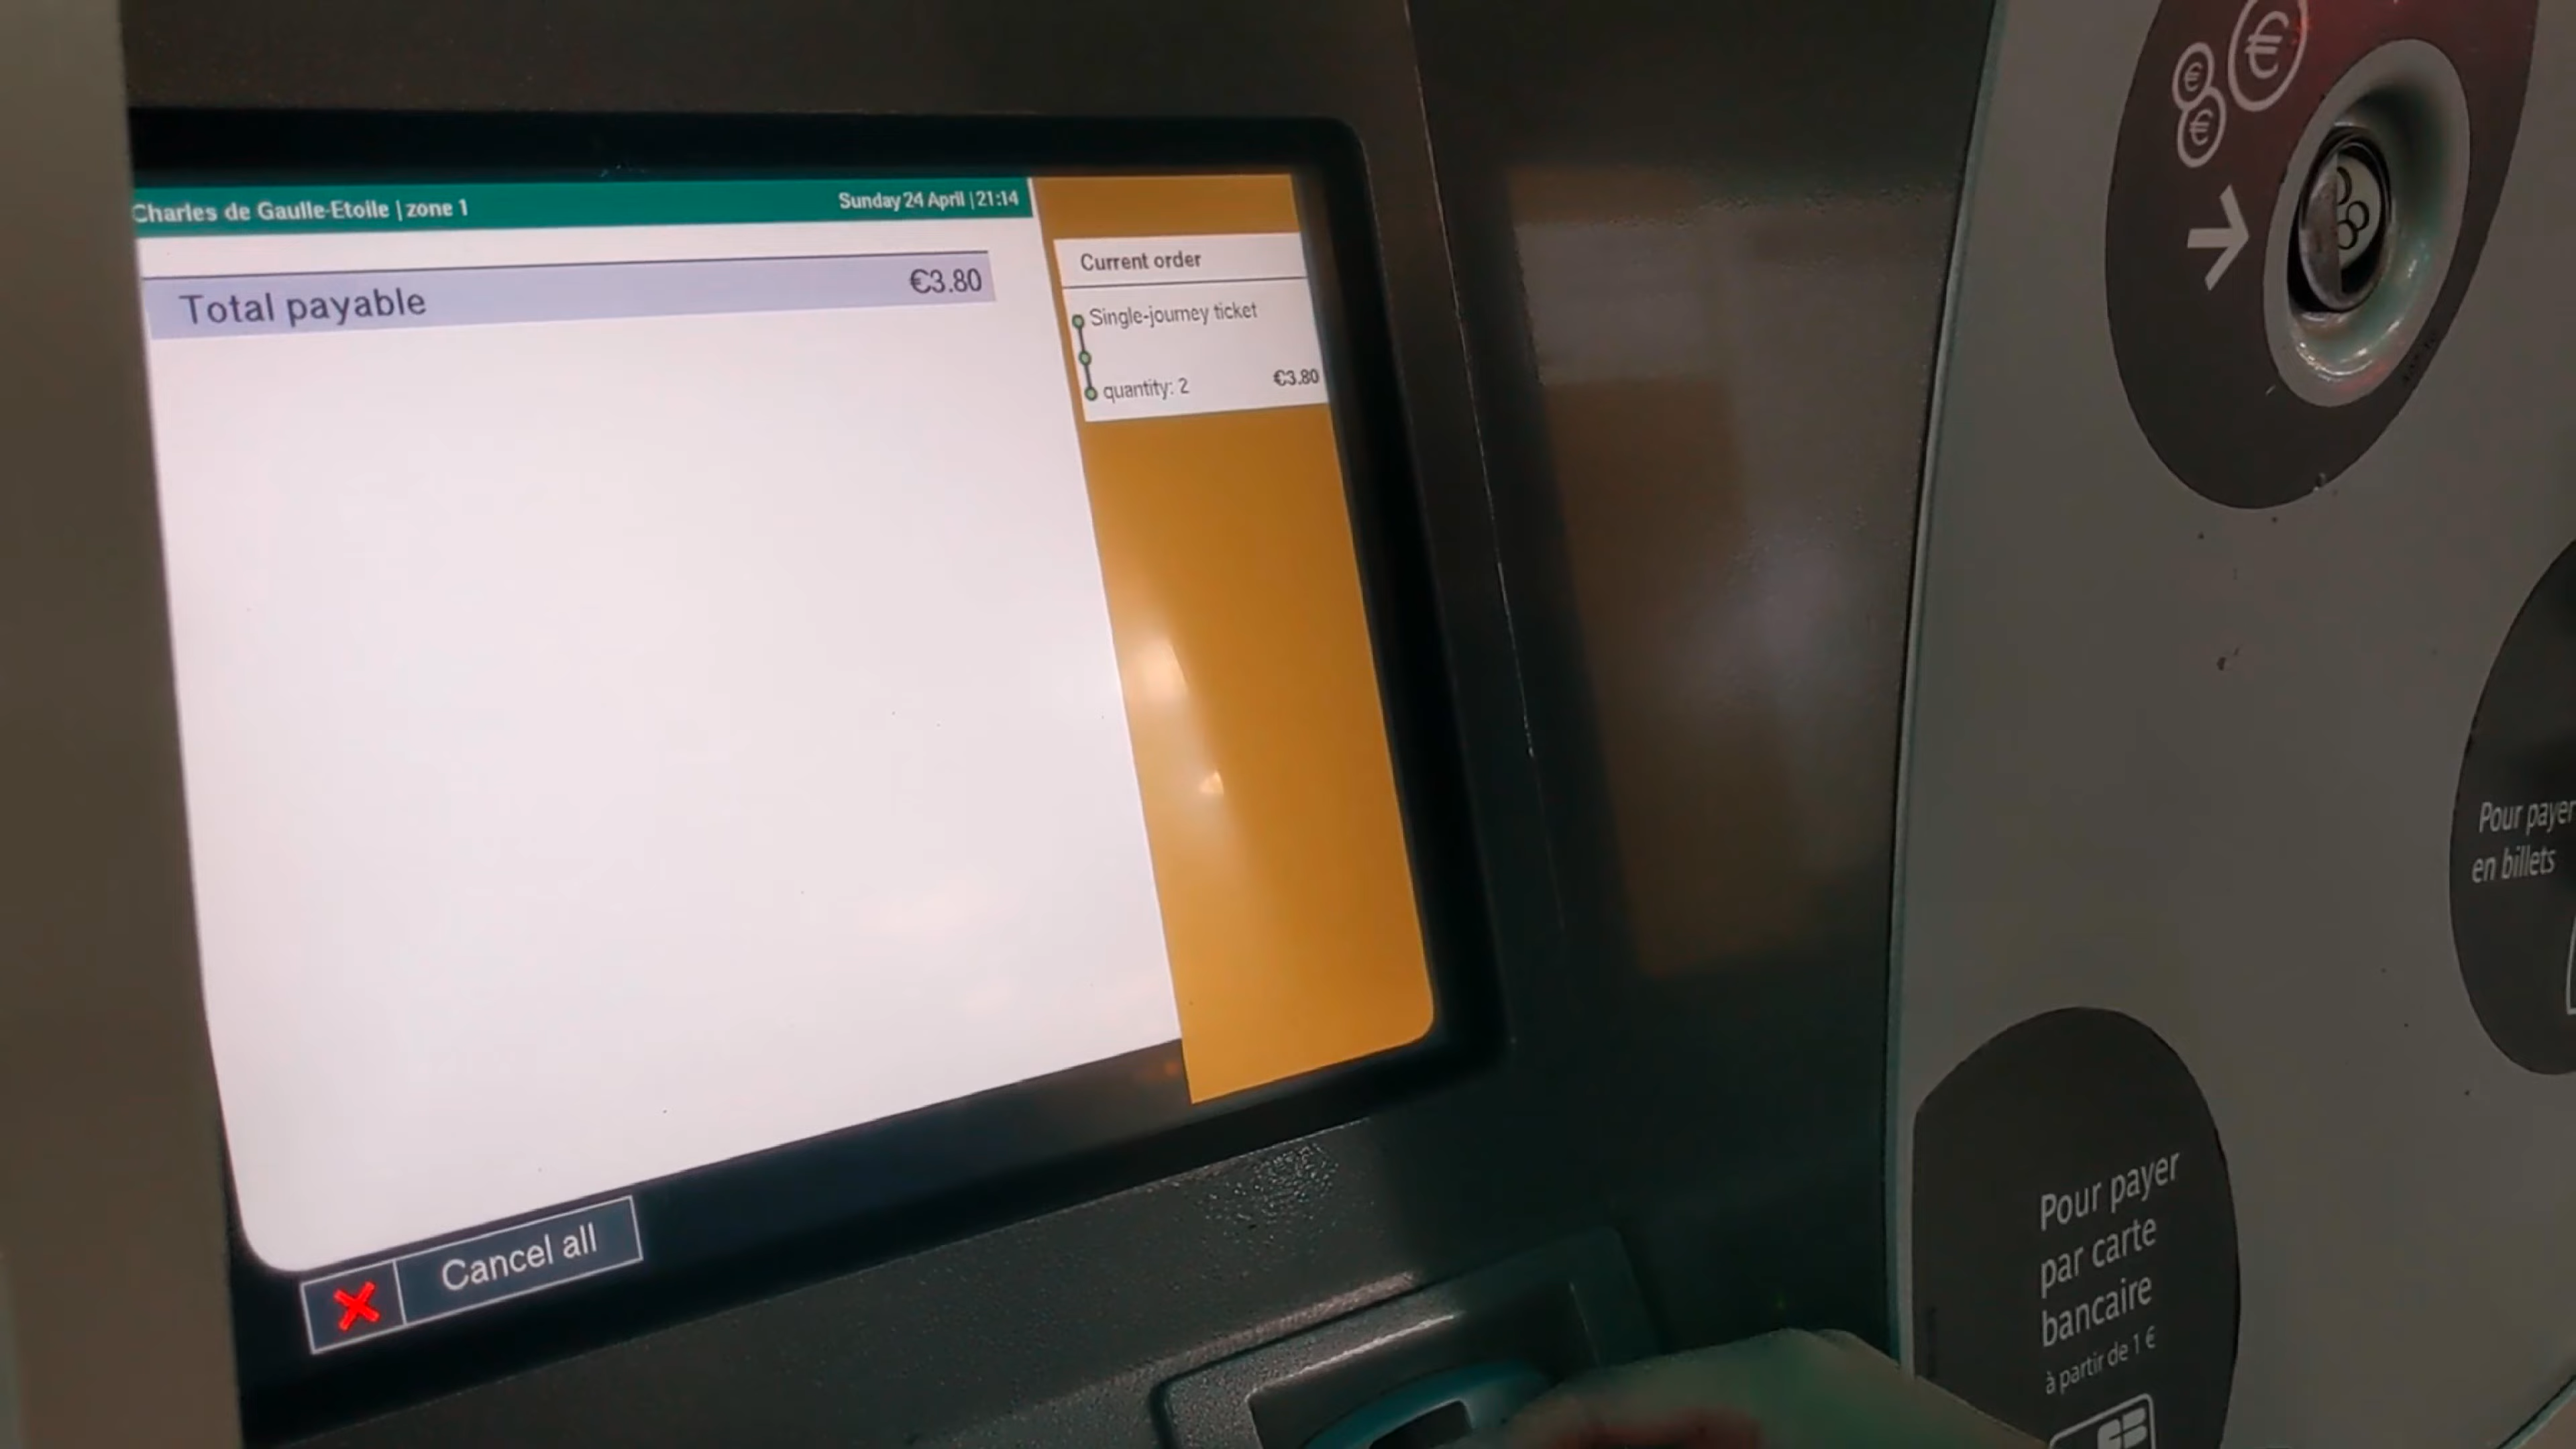 Charles de Gaulle-Etoile | zone 1
Sunday 24 April | 21:14
Total payable
€3.80
Current order
Single-journey ticket
quantity: 2
€3.80
Cancel all
€
€
€
Pour payer
en billets
Pour payer
par carte
bancaire
à partir de 1 €